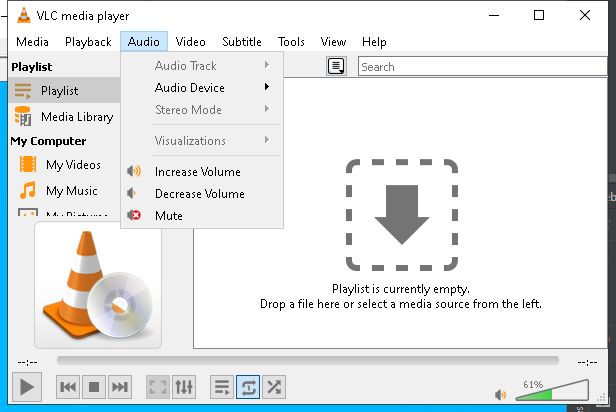 VLC media player
Media Playback Audio Video Subtitle Tools View Help
Playlist
Playlist
Media Library
My Computer
My Videos
My Music
My Pictures
Audio Track
Audio Device
Stereo Mode
Visualizations
Increase Volume
Decrease Volume
Mute
Search
Playlist is currently empty.
Drop a file here or select a media source from the left.
--:-- --:--
61%